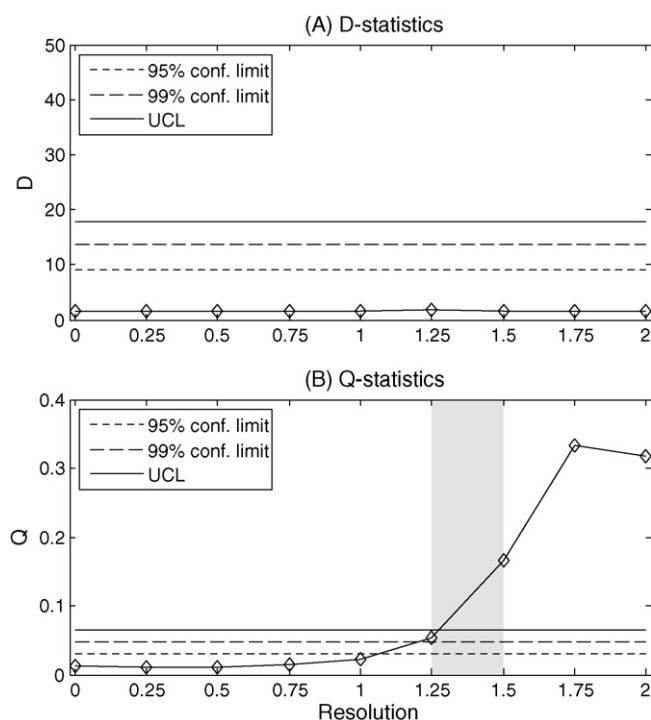 (A) D-statistics
50
40
30
20
10
0
D
95% conf. limit
99% conf. limit
UCL
0 0.25 0.5 0.75 1 1.25 1.5 1.75 2
(B) Q-statistics
0.4
0.3
0.2
0.1
0
Q
95% conf. limit
99% conf. limit
UCL
0 0.25 0.5 0.75 1 1.25 1.5 1.75 2
Resolution